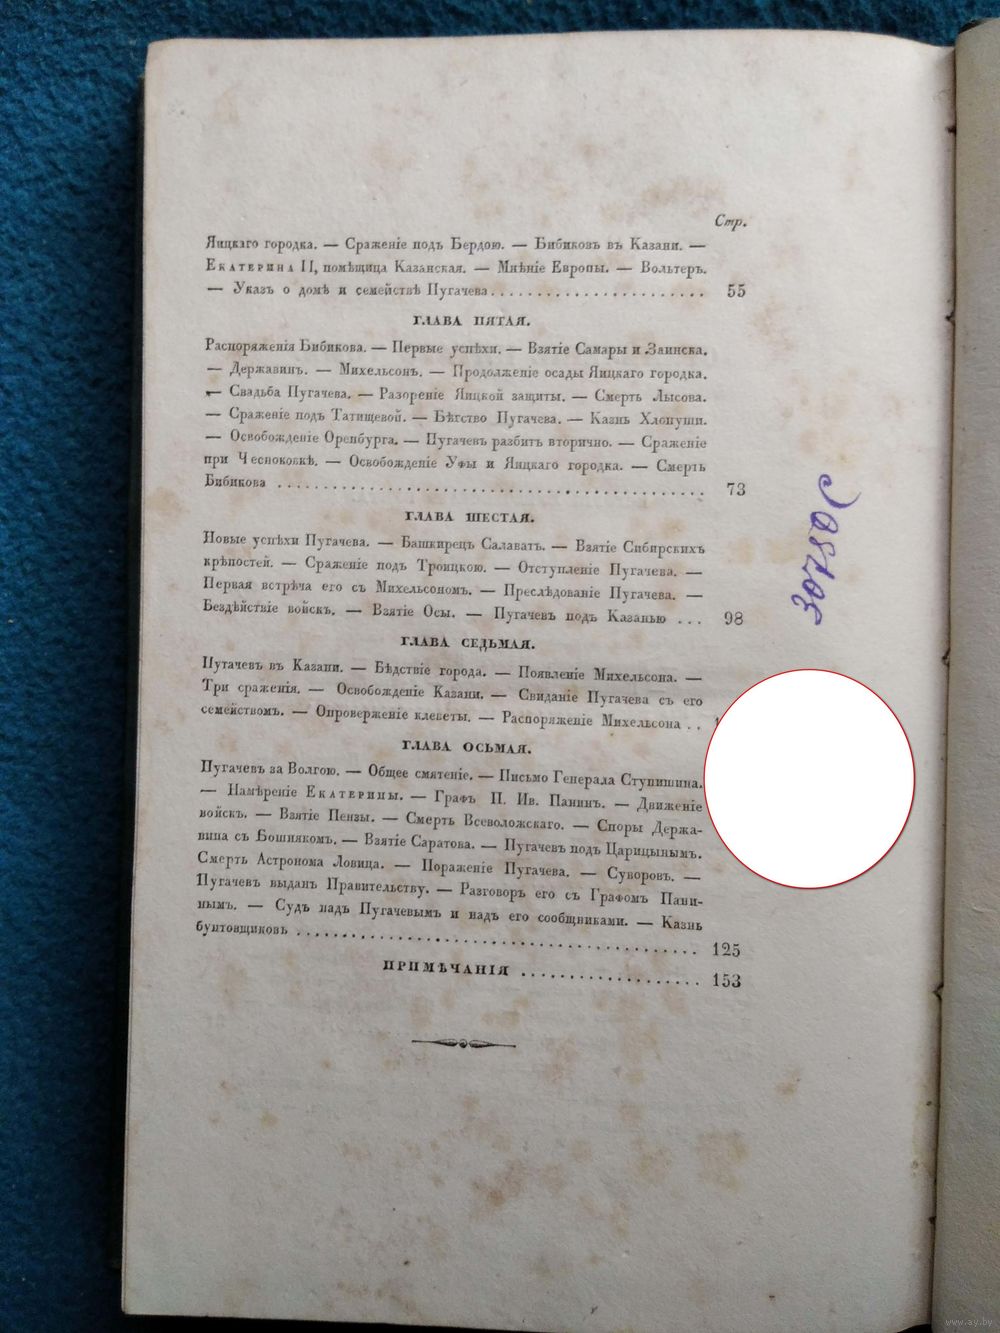 Стр.
Яицкаго городка. — Сраженіе подъ Бердою. — Бибиковъ въ Казани. —
Екатерина II, помѣщица Казанская. — Мнѣніе Европы. — Вольтеръ.
— Указъ о домѣ и семействѣ Пугачева....................... 55
ГЛАВА ПЯТАЯ.
Распоряженія Бибикова. — Первые успѣхи. — Взятіе Самары и Заинска.
— Державинъ. — Михельсонъ. — Продолженіе осады Яицкаго городка.
— Свадьба Пугачева. — Разореніе Яицкой защиты. — Смерть Лысова.
— Сраженіе подъ Татищевой. — Бѣгство Пугачева. — Казнь Хлопуши.
— Освобожденіе Оренбурга. — Пугачевъ разбитъ вторично. — Сраженіе
при Чесноковкѣ. — Освобожденіе Уфы и Яицкаго городка. — Смерть
Бибикова ........................................... 73
ГЛАВА ШЕСТАЯ.
Новые успѣхи Пугачева. — Башкирецъ Салаватъ. — Взятіе Сибирскихъ
крѣпостей. — Сраженіе подъ Троицкою. — Отступленіе Пугачева. —
Первая встрѣча его съ Михельсономъ. — Преслѣдованіе Пугачева. —
Бездѣйствіе войскъ. — Взятіе Осы. — Пугачевъ подъ Казанью ... 98
ГЛАВА СЕДЬМАЯ.
Пугачевъ въ Казани. — Бѣдствіе города. — Появленіе Михельсона. —
Три сраженія. — Освобожденіе Казани. — Свиданіе Пугачева съ его
семействомъ. — Опроверженіе клеветы. — Распоряженіе Михельсона ..
ГЛАВА ОСЬМАЯ.
Пугачевъ за Волгою. — Общее смятеніе. — Письмо Генерала Ступишина.
— Намѣреніе Екатерины. — Графъ П. Ив. Панинъ. — Движеніе
войскъ. — Взятіе Пензы. — Смерть Всеволожскаго. — Споры Держа-
вина съ Бошнякомъ. — Взятіе Саратова. — Пугачевъ подъ Царицынымъ.
Смерть Астронома Ловица. — Пораженіе Пугачева. — Суворовъ. —
Пугачевъ выданъ Правительству. — Разговоръ его съ Графомъ Пани-
нымъ. — Судъ надъ Пугачевымъ и надъ его сообщниками. — Казнь
бунтовщиковъ ......................................... 125
ПРИМѢЧАНІЯ .................. 153
www.ay.by